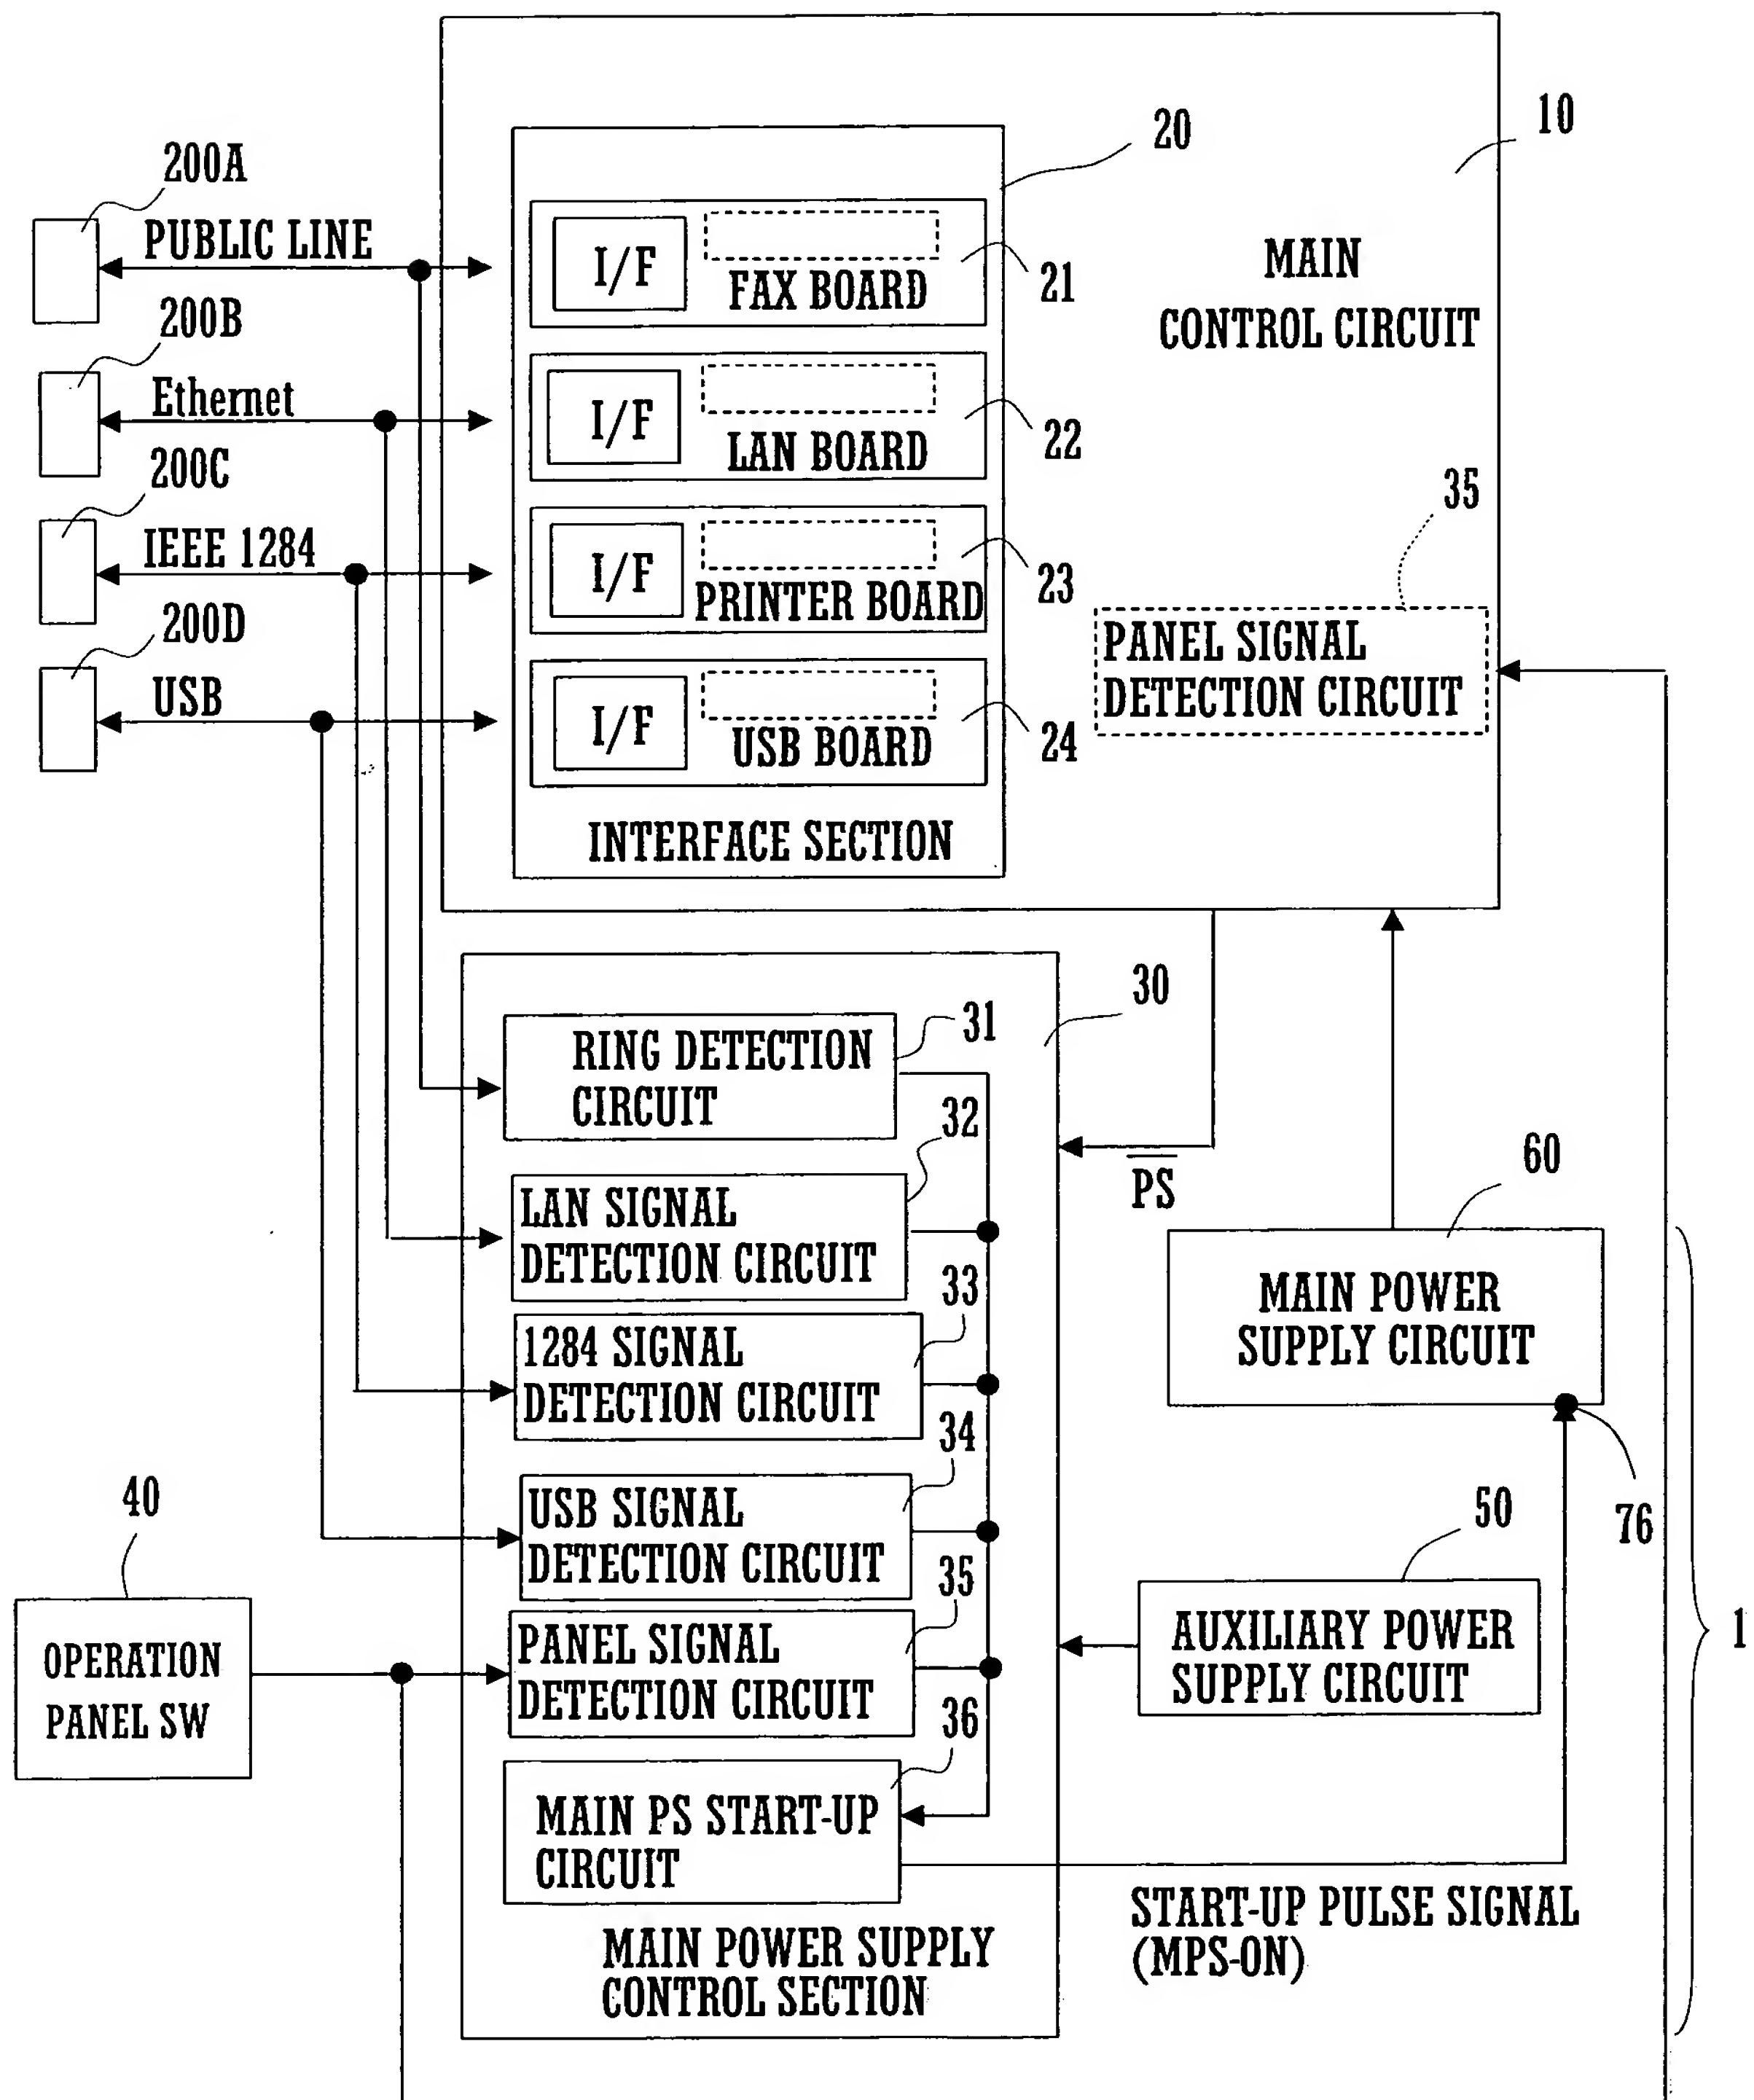 10
20
200A
PUBLIC LINE
I/F
FAX BOARD
21
MAIN
CONTROL CIRCUIT
200B
Ethernet
I/F
LAN BOARD
22
200C
IEEE 1284
I/F
PRINTER BOARD
23
35
PANEL SIGNAL
DETECTION CIRCUIT
200D
USB
I/F
USB BOARD
24
INTERFACE SECTION
30
31
RING DETECTION
CIRCUIT
32
LAN SIGNAL
DETECTION CIRCUIT
PS
60
MAIN POWER
SUPPLY CIRCUIT
33
1284 SIGNAL
DETECTION CIRCUIT
76
34
USB SIGNAL
DETECTION CIRCUIT
50
AUXILIARY POWER
SUPPLY CIRCUIT
1
40
OPERATION
PANEL SW
35
PANEL SIGNAL
DETECTION CIRCUIT
36
MAIN PS START-UP
CIRCUIT
START-UP PULSE SIGNAL
(MPS-ON)
MAIN POWER SUPPLY
CONTROL SECTION